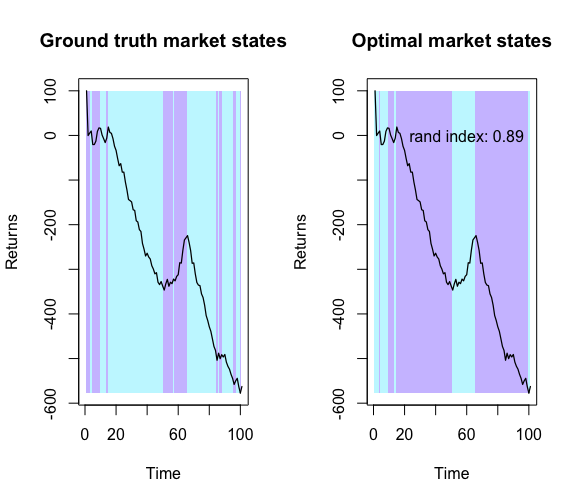 Ground truth market states
Optimal market states
Returns
100
0
-200
-400
-600
0
20
60
100
Time
Returns
100
0
-200
-400
-600
rand index: 0.89
0
20
60
100
Time